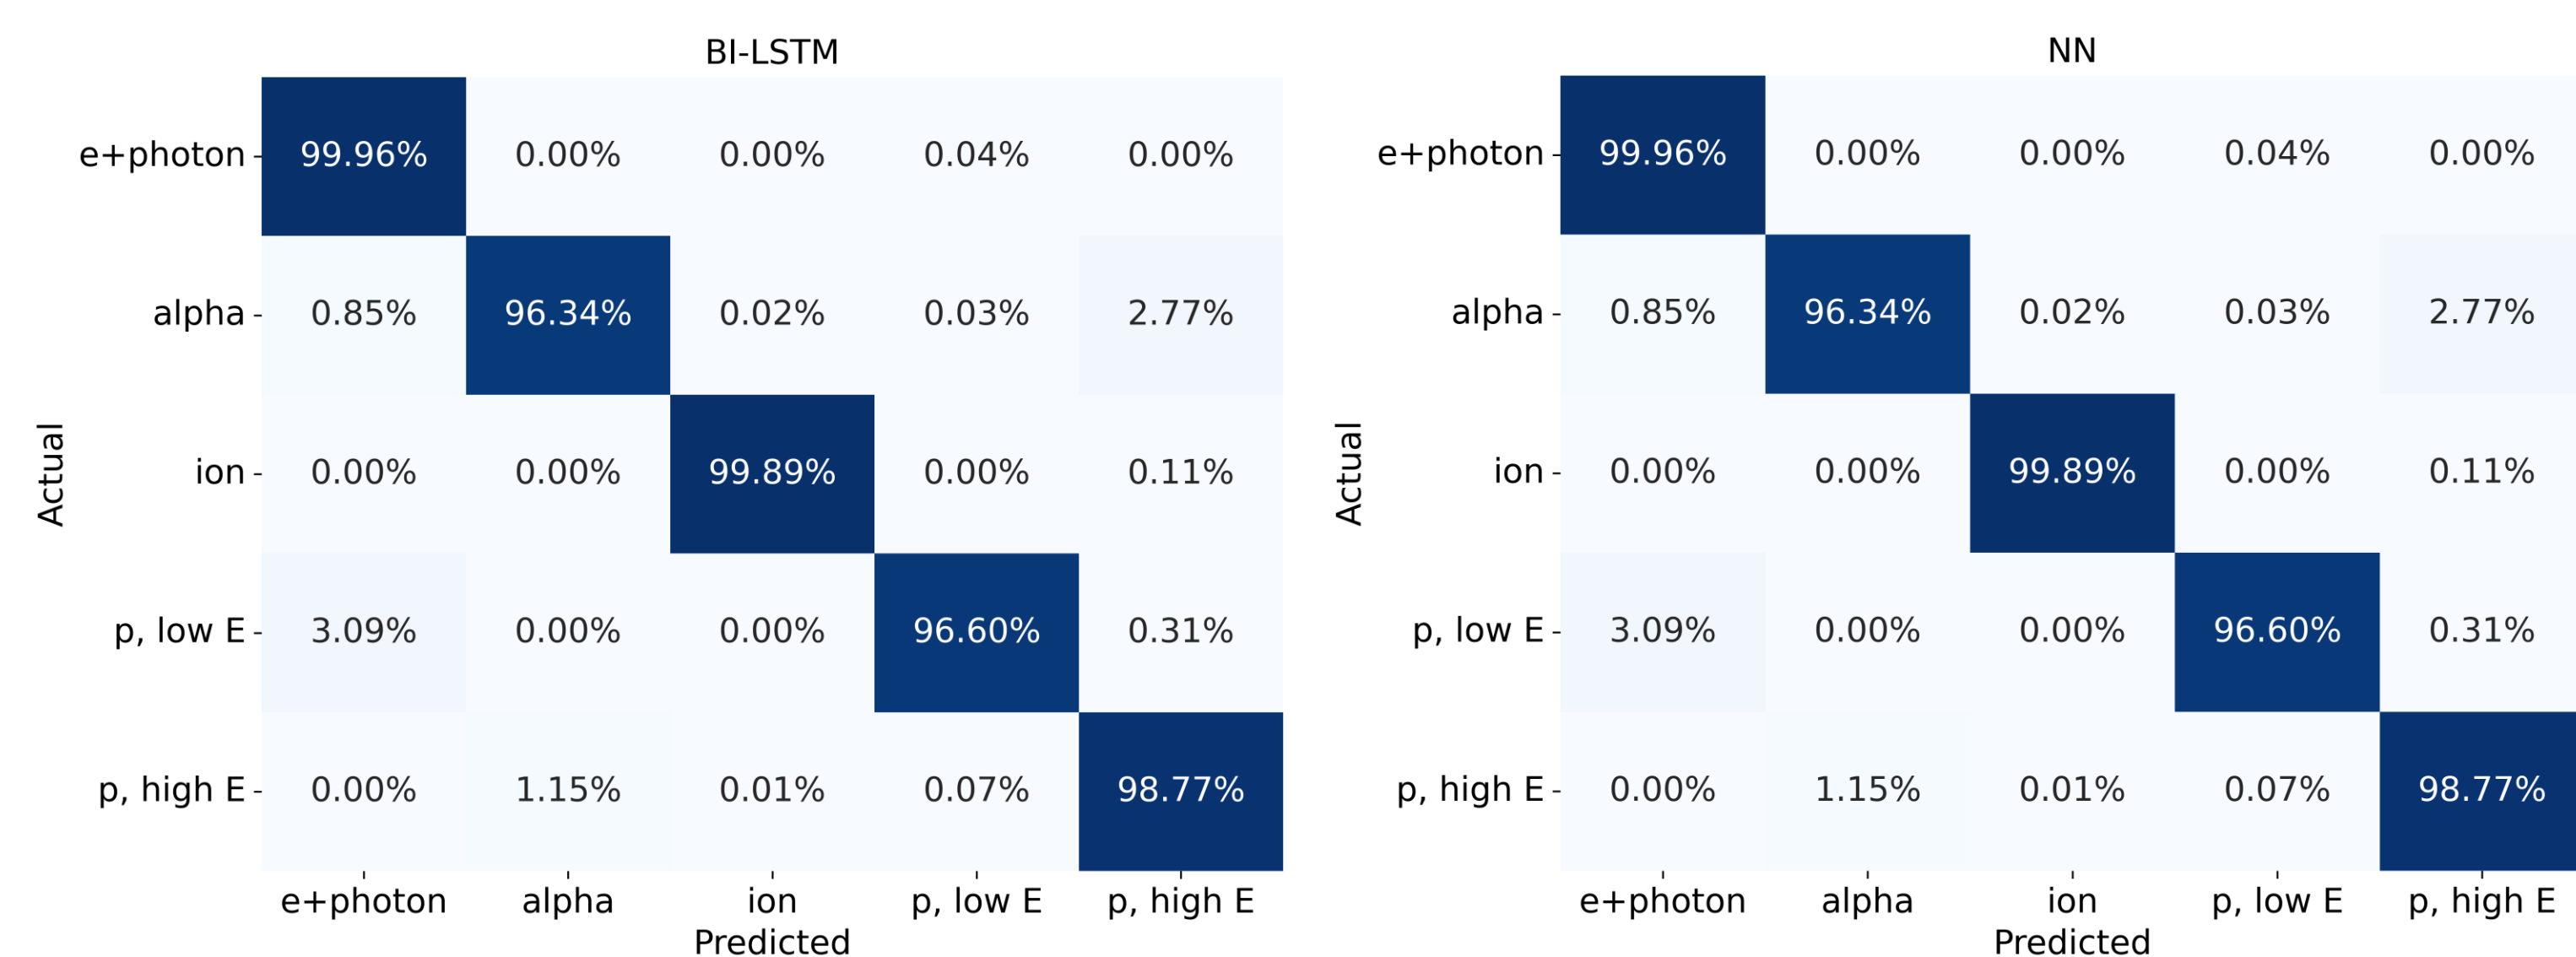 BI-LSTM
e+photon 99.96% 0.00% 0.00% 0.04% 0.00%
alpha 0.85% 96.34% 0.02% 0.03% 2.77%
ion 0.00% 0.00% 99.89% 0.00% 0.11%
p, low E 3.09% 0.00% 0.00% 96.60% 0.31%
p, high E 0.00% 1.15% 0.01% 0.07% 98.77%
Actual
e+photon alpha ion p, low E p, high E
Predicted
NN
e+photon 99.96% 0.00% 0.00% 0.04% 0.00%
alpha 0.85% 96.34% 0.02% 0.03% 2.77%
ion 0.00% 0.00% 99.89% 0.00% 0.11%
p, low E 3.09% 0.00% 0.00% 96.60% 0.31%
p, high E 0.00% 1.15% 0.01% 0.07% 98.77%
Actual
e+photon alpha ion p, low E p, high E
Predicted